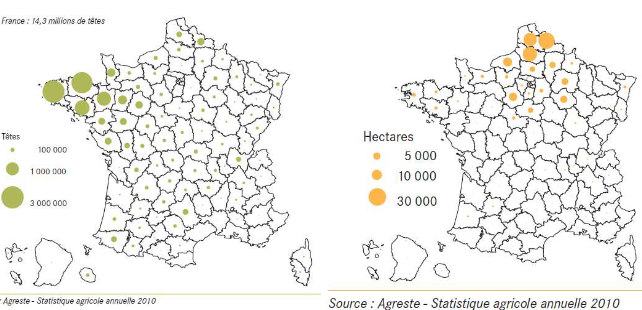 France : 14,3 millions de têtes
Têtes
100 000
1 000 000
3 000 000
: Agreste - Statistique agricole annuelle 2010
Hectares
5 000
10 000
30 000
Source : Agreste - Statistique agricole annuelle 2010